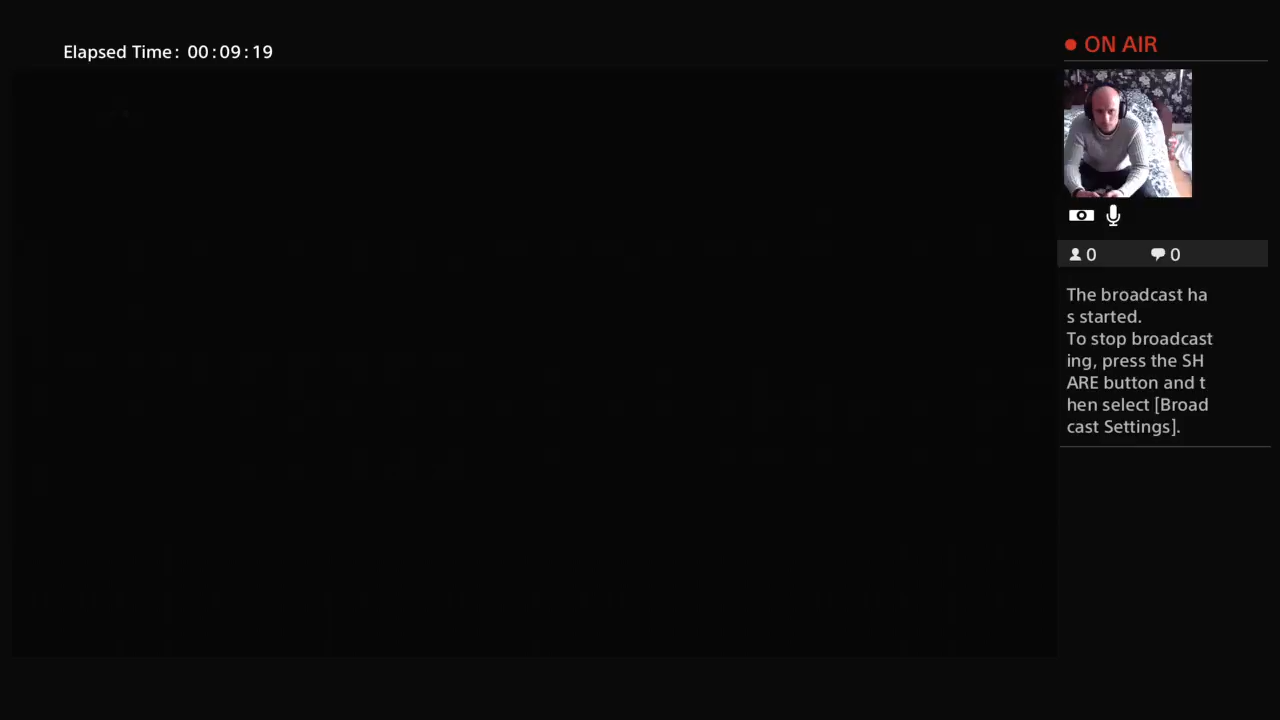 Elapsed Time: 00:09:19
ON AIR
0 0
The broadcast ha
s started.
To stop broadcast
ing, press the SH
ARE button and t
hen select [Broad
cast Settings].